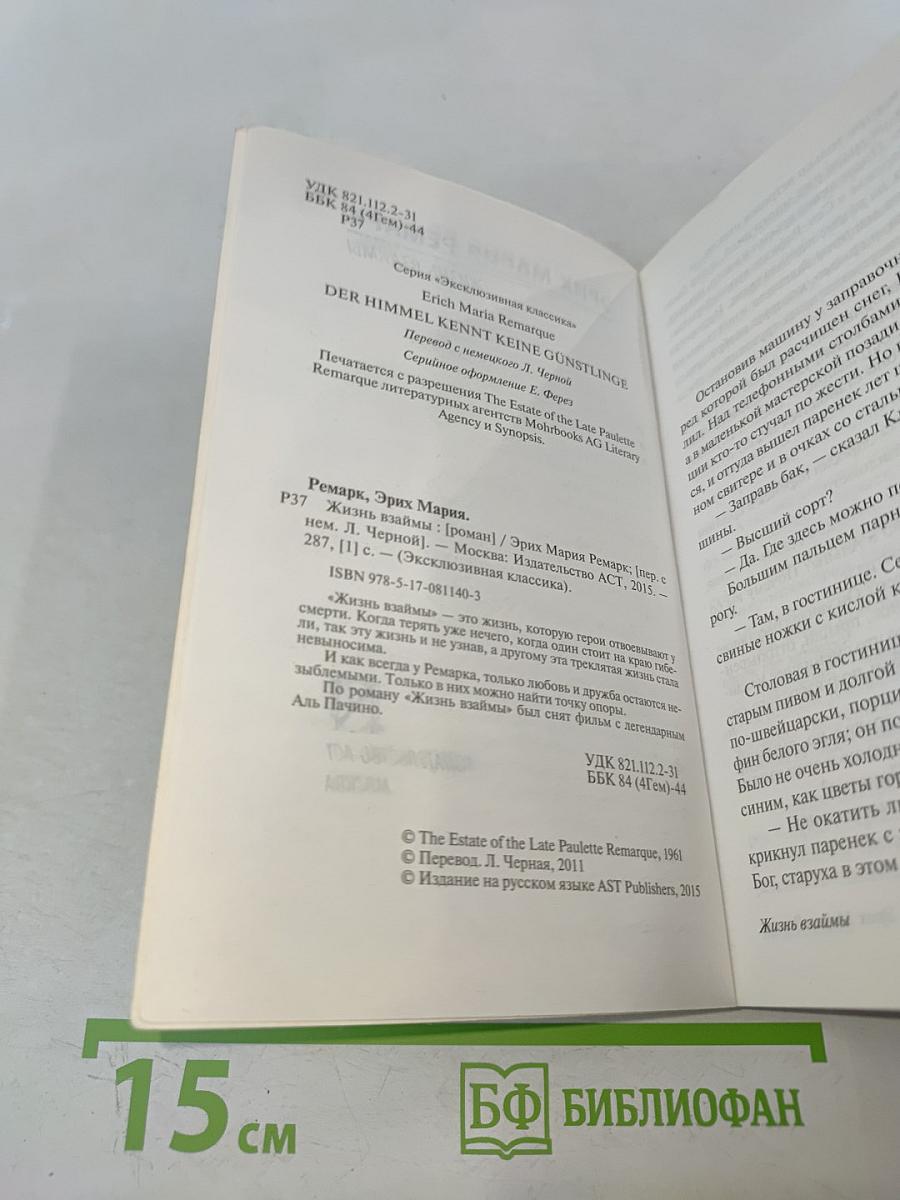 УДК 821.112.2-31
ББК 84 (4Гем)-44
Р37
Серия «Эксклюзивная классика»
Erich Maria Remarque
DER HIMMEL KENNT KEINE GÜNSTLINGE
Перевод с немецкого Л. Черной
Серийное оформление Е. Ферез
Печатается с разрешения The Estate of the Late Paulette
Remarque литературных агентств Mohrbooks AG Literary
Agency и Synopsis.
Ремарк, Эрих Мария.
Р37 Жизнь взаймы : [роман] / Эрих Мария Ремарк; [пер. с
нем. Л. Черной]. — Москва: Издательство АСТ, 2015. —
287, [1] с. — (Эксклюзивная классика).
ISBN 978-5-17-081140-3
«Жизнь взаймы» — это жизнь, которую герои отвоевывают у
смерти. Когда терять уже нечего, когда один стоит на краю гибе-
ли, так эту жизнь и не узнав, а другому эта треклятая жизнь стала
невыносима.
И как всегда у Ремарка, только любовь и дружба остаются не-
зыблемыми. Только в них можно найти точку опоры.
По роману «Жизнь взаймы» был снят фильм с легендарным
Аль Пачино.
УДК 821.112.2-31
ББК 84 (4Гем)-44
© The Estate of the Late Paulette Remarque, 1961
© Перевод. Л. Черная, 2011
© Издание на русском языке AST Publishers, 2015
Остановив машину у заправочн
ред которой был расчищен снег,
лил. Над телефонными столбами
а в маленькой мастерской позади
ции кто-то стучал по жести. Но
ся, и оттуда вышел паренек лет
ном свитере и в очках со сталь
— Заправь бак, — сказал Кл
шины.
— Высший сорт?
— Да. Где здесь можно по
Большим пальцем парн
рогу.
— Там, в гостинице. Се
свиные ножки с кислой к
Столовая в гостиниц
старым пивом и долгой
по-швейцарски, порци
фин белого эгля; он по
Было не очень холодн
синим, как цветы гор
— Не окатить ли
крикнул паренек с
Бог, старуха в этом
Жизнь взаймы
15 см
БФ БИБЛИОФАН